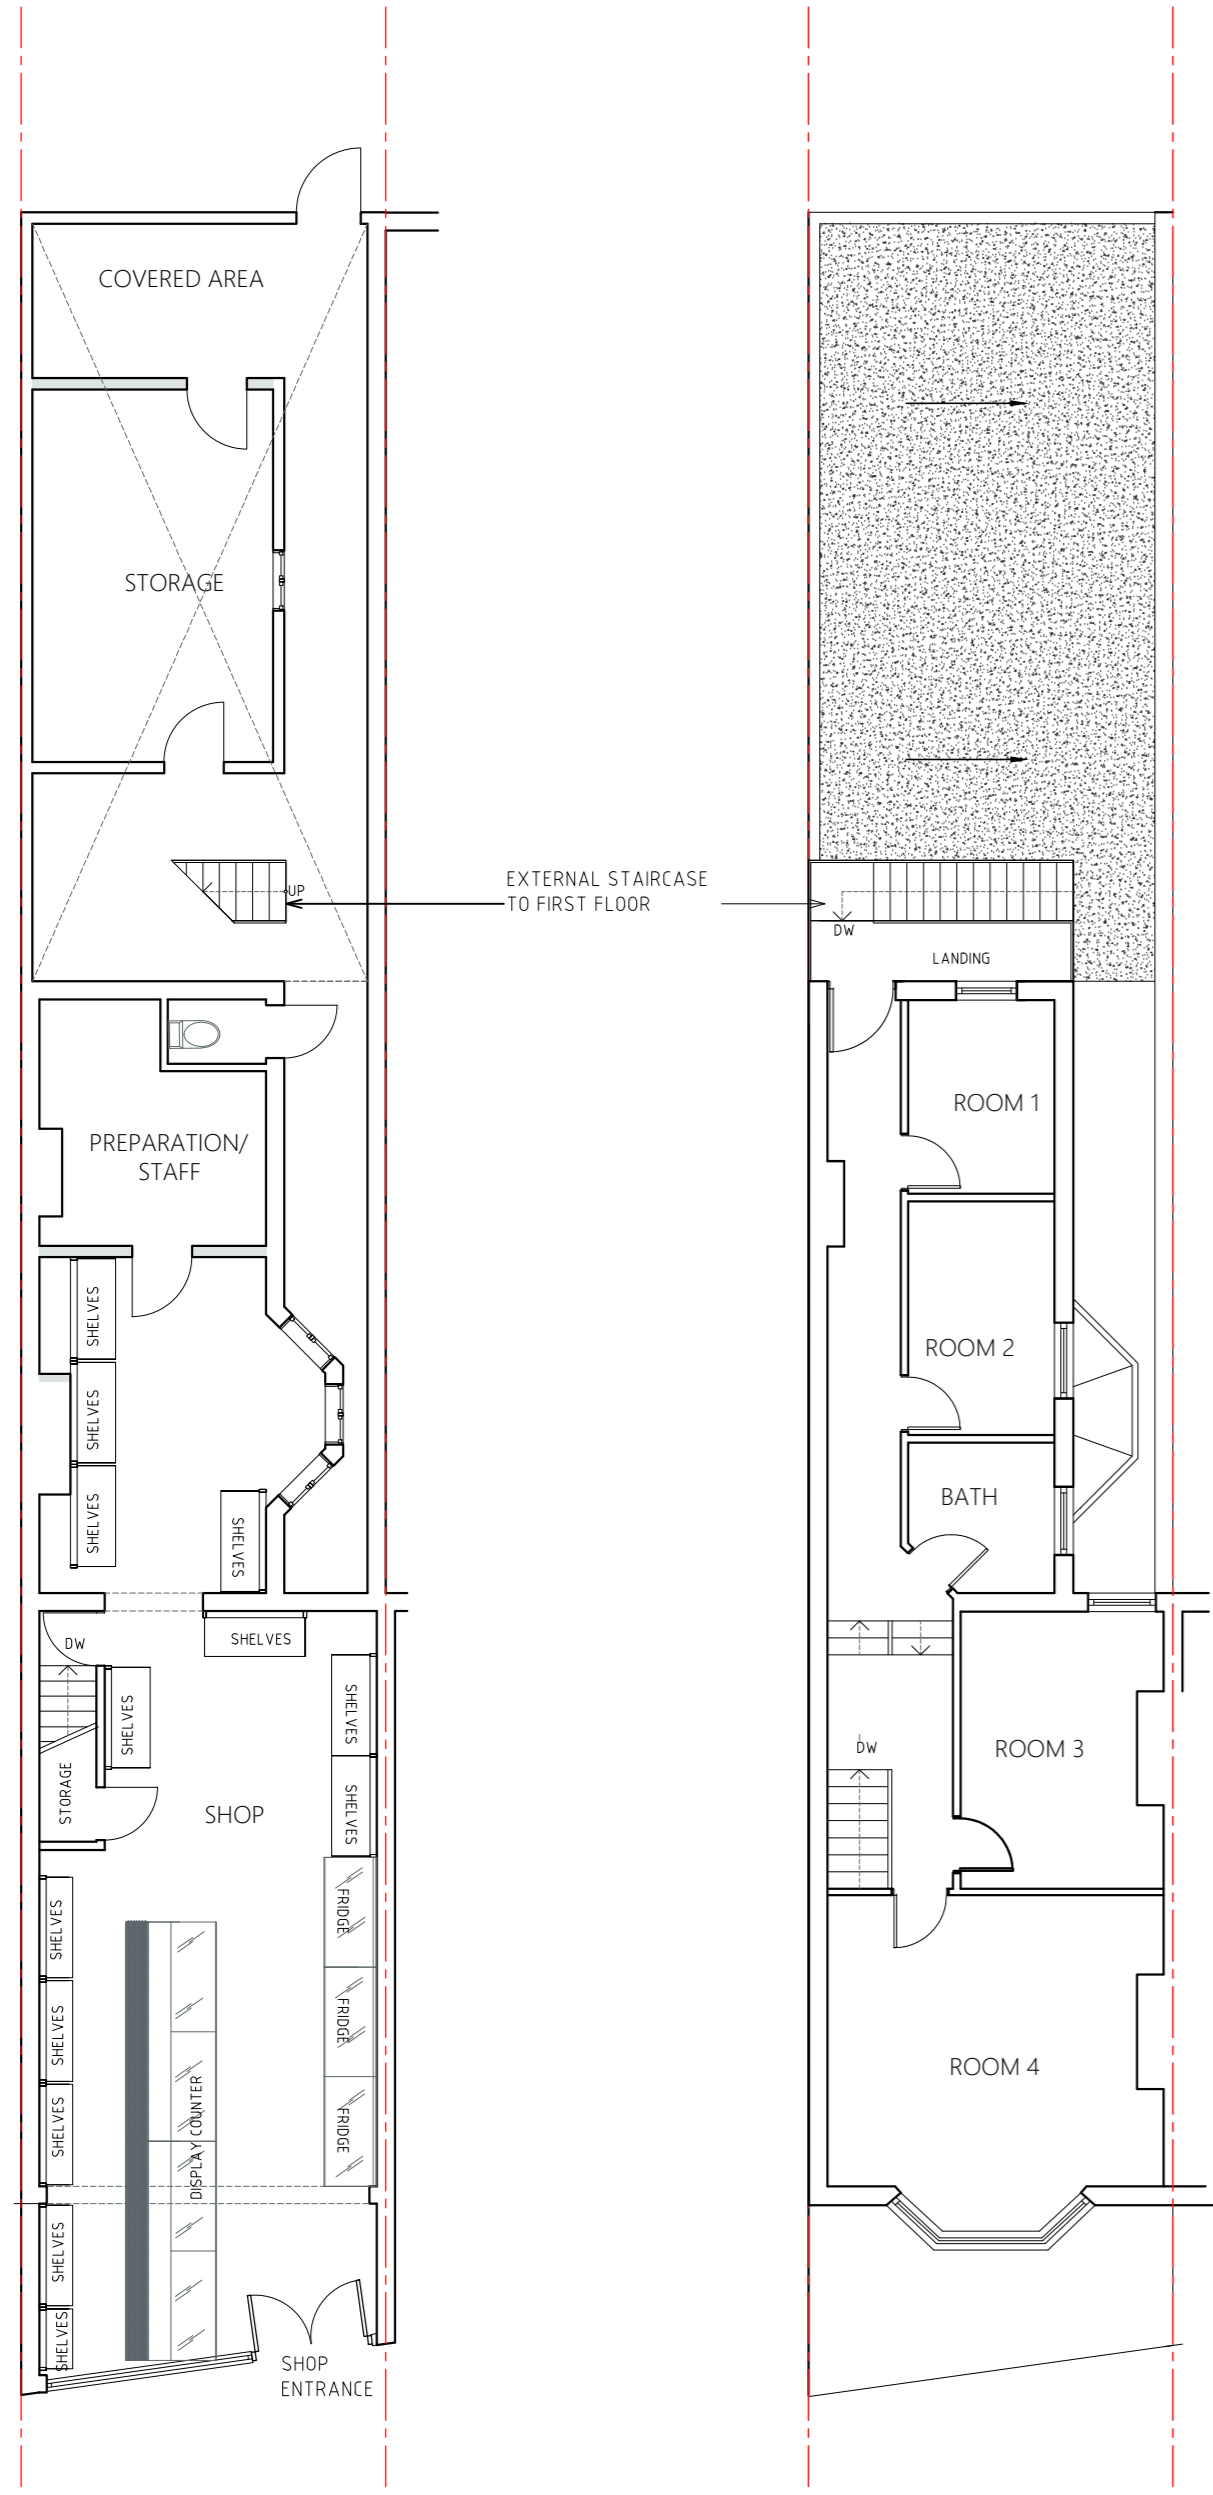 COVERED AREA
STORAGE
UP
EXTERNAL STAIRCASE
TO FIRST FLOOR
PREPARATION/
STAFF
SHELVES
SHELVES
SHELVES
SHELVES
SHELVES
DW
SHELVES
SHELVES
STORAGE
SHELVES
SHOP
FRIDGE
SHELVES
FRIDGE
SHELVES
FRIDGE
SHELVES
DISPLAY COUNTER
SHELVES
SHELVES
SHOP
ENTRANCE
DW
LANDING
ROOM 1
ROOM 2
BATH
ROOM 3
DW
ROOM 4